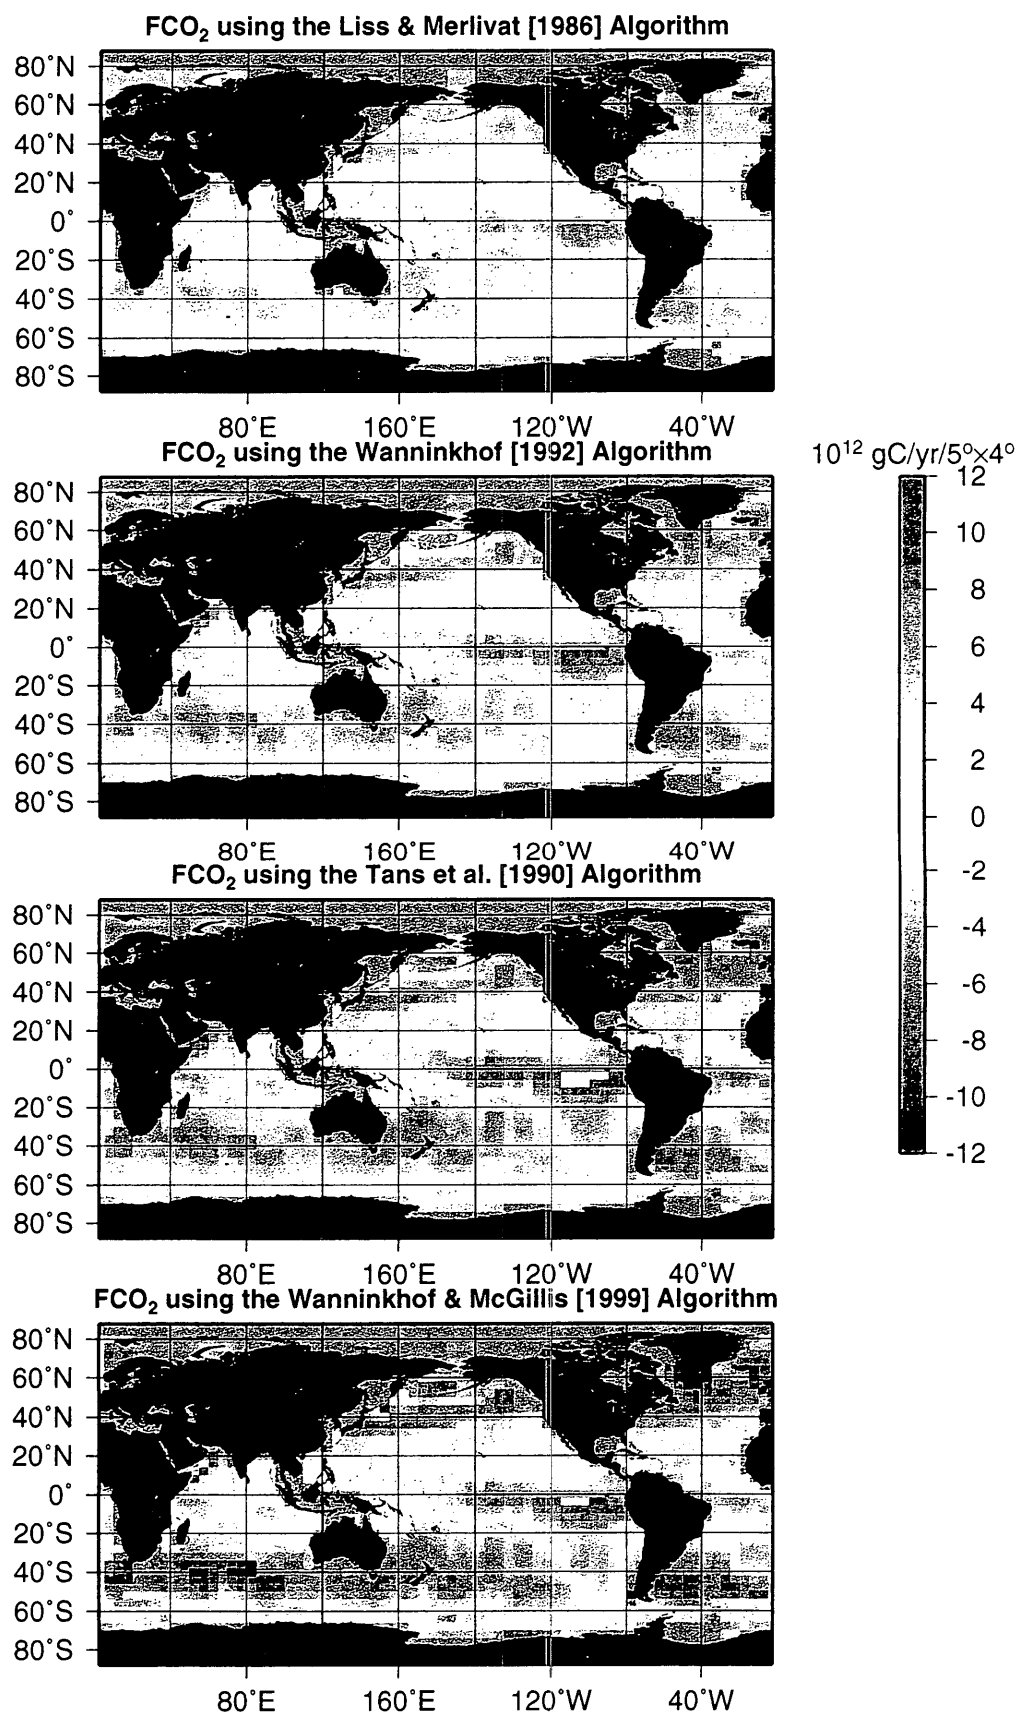 FCO₂ using the Liss & Merlivat [1986] Algorithm
80˚N
60˚N
40˚N
20˚N
0˚
20˚S
40˚S
60˚S
80˚S
80˚E 160˚E 120˚W 40˚W
FCO₂ using the Wanninkhof [1992] Algorithm
80˚N
60˚N
40˚N
20˚N
0˚
20˚S
40˚S
60˚S
80˚S
80˚E 160˚E 120˚W 40˚W
FCO₂ using the Tans et al. [1990] Algorithm
80˚N
60˚N
40˚N
20˚N
0˚
20˚S
40˚S
60˚S
80˚S
80˚E 160˚E 120˚W 40˚W
FCO₂ using the Wanninkhof & McGillis [1999] Algorithm
80˚N
60˚N
40˚N
20˚N
0˚
20˚S
40˚S
60˚S
80˚S
80˚E 160˚E 120˚W 40˚W
10¹² gC/yr/5º×4º
12
10
8
6
4
2
0
-2
-4
-6
-8
-10
-12